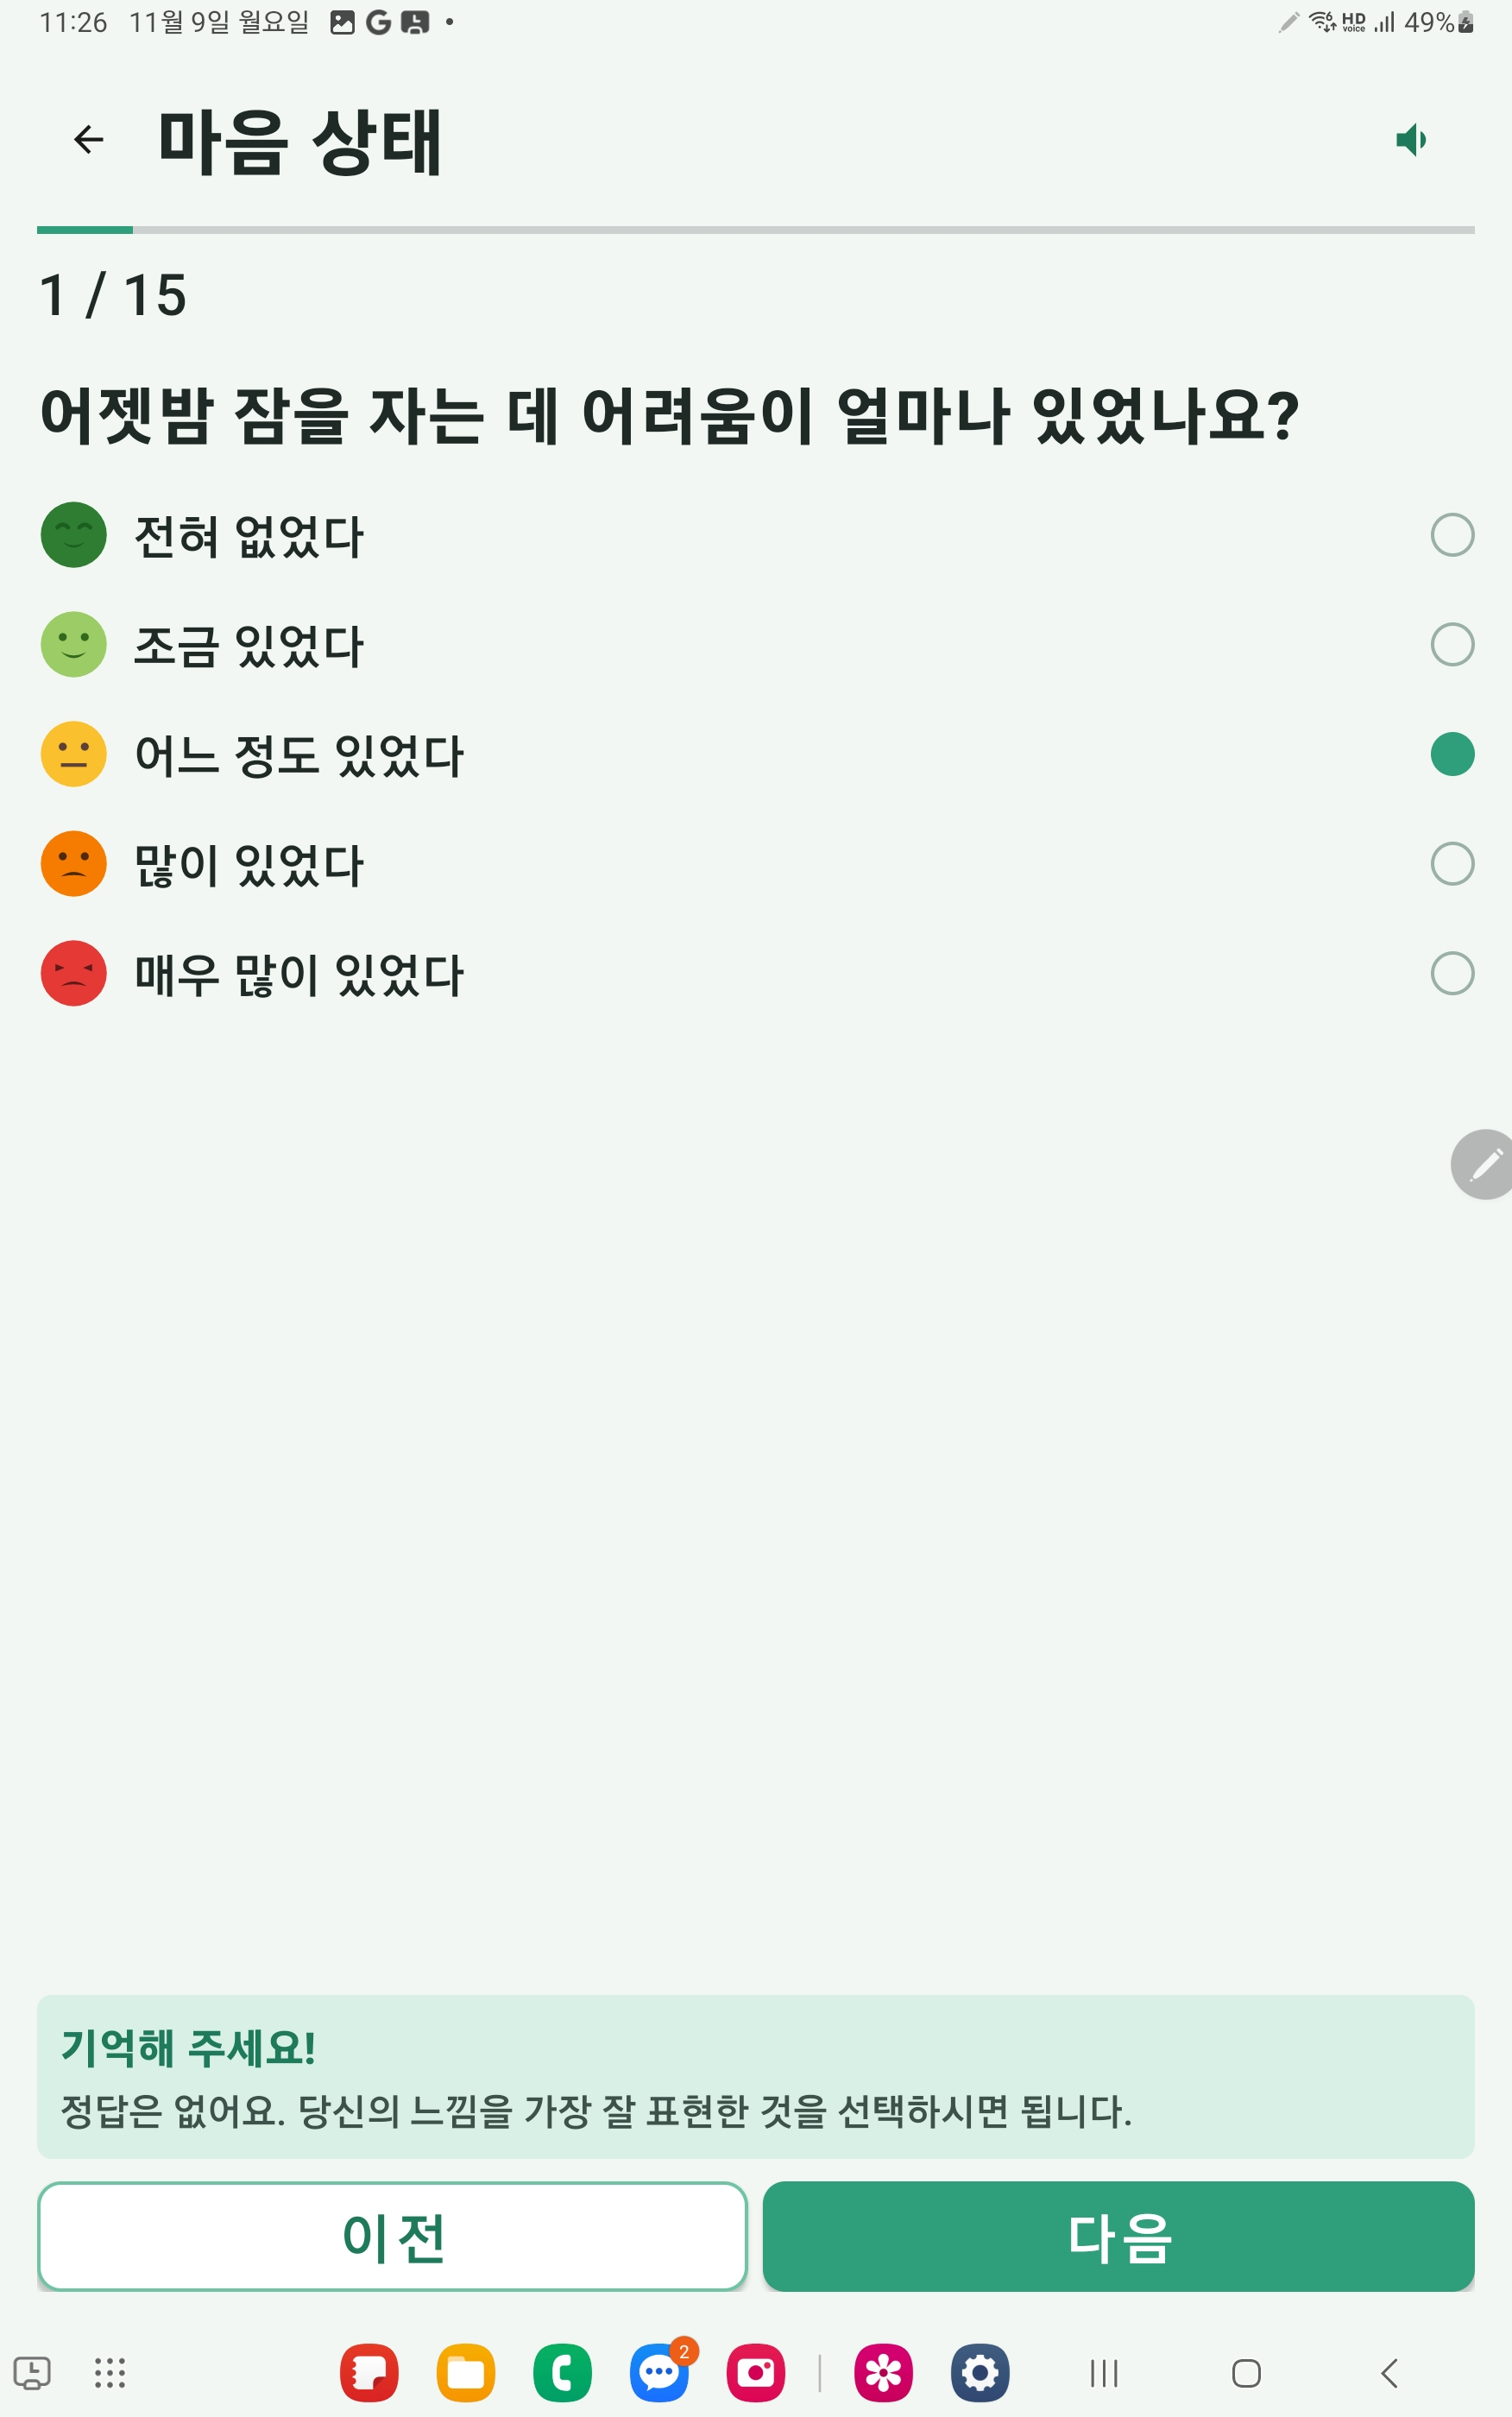 11:26 11월 9일 월요일
HD voice 49%
마음 상태
1 / 15
어젯밤 잠을 자는 데 어려움이 얼마나 있었나요?
전혀 없었다
조금 있었다
어느 정도 있었다
많이 있었다
매우 많이 있었다
기억해 주세요!
정답은 없어요. 당신의 느낌을 가장 잘 표현한 것을 선택하시면 됩니다.
이전
다음
2